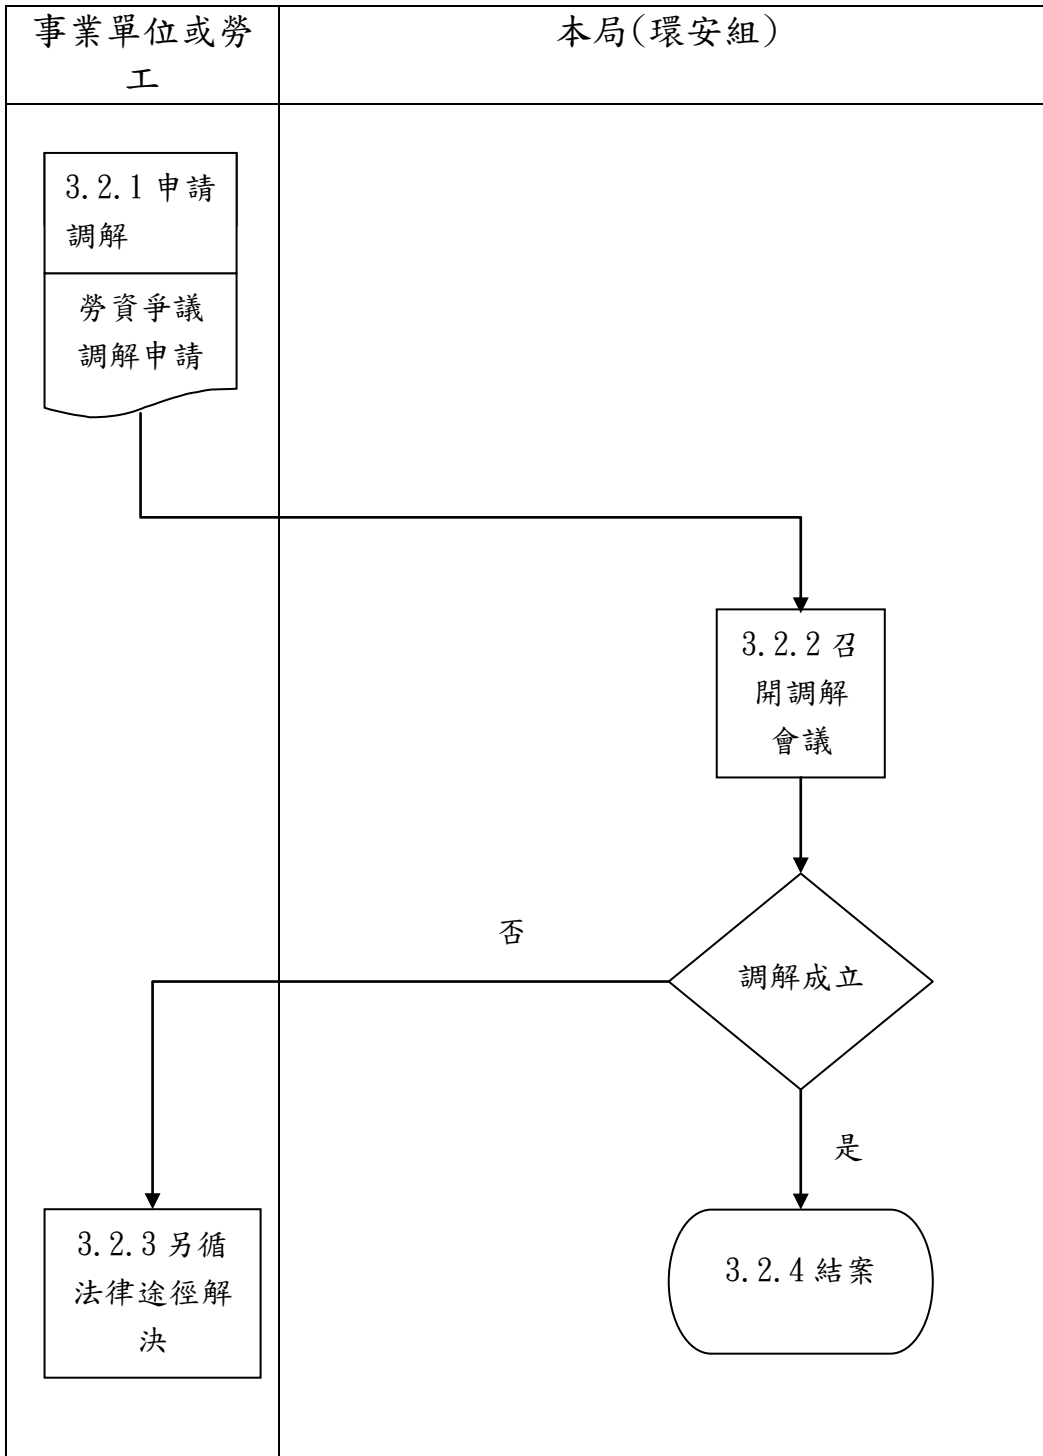 事業單位或勞
工
本局(環安組)
3.2.1 申請
調解
勞資爭議
調解申請
3.2.2 召
開調解
會議
否
調解成立
是
3.2.3 另循
法律途徑解
決
3.2.4 結案